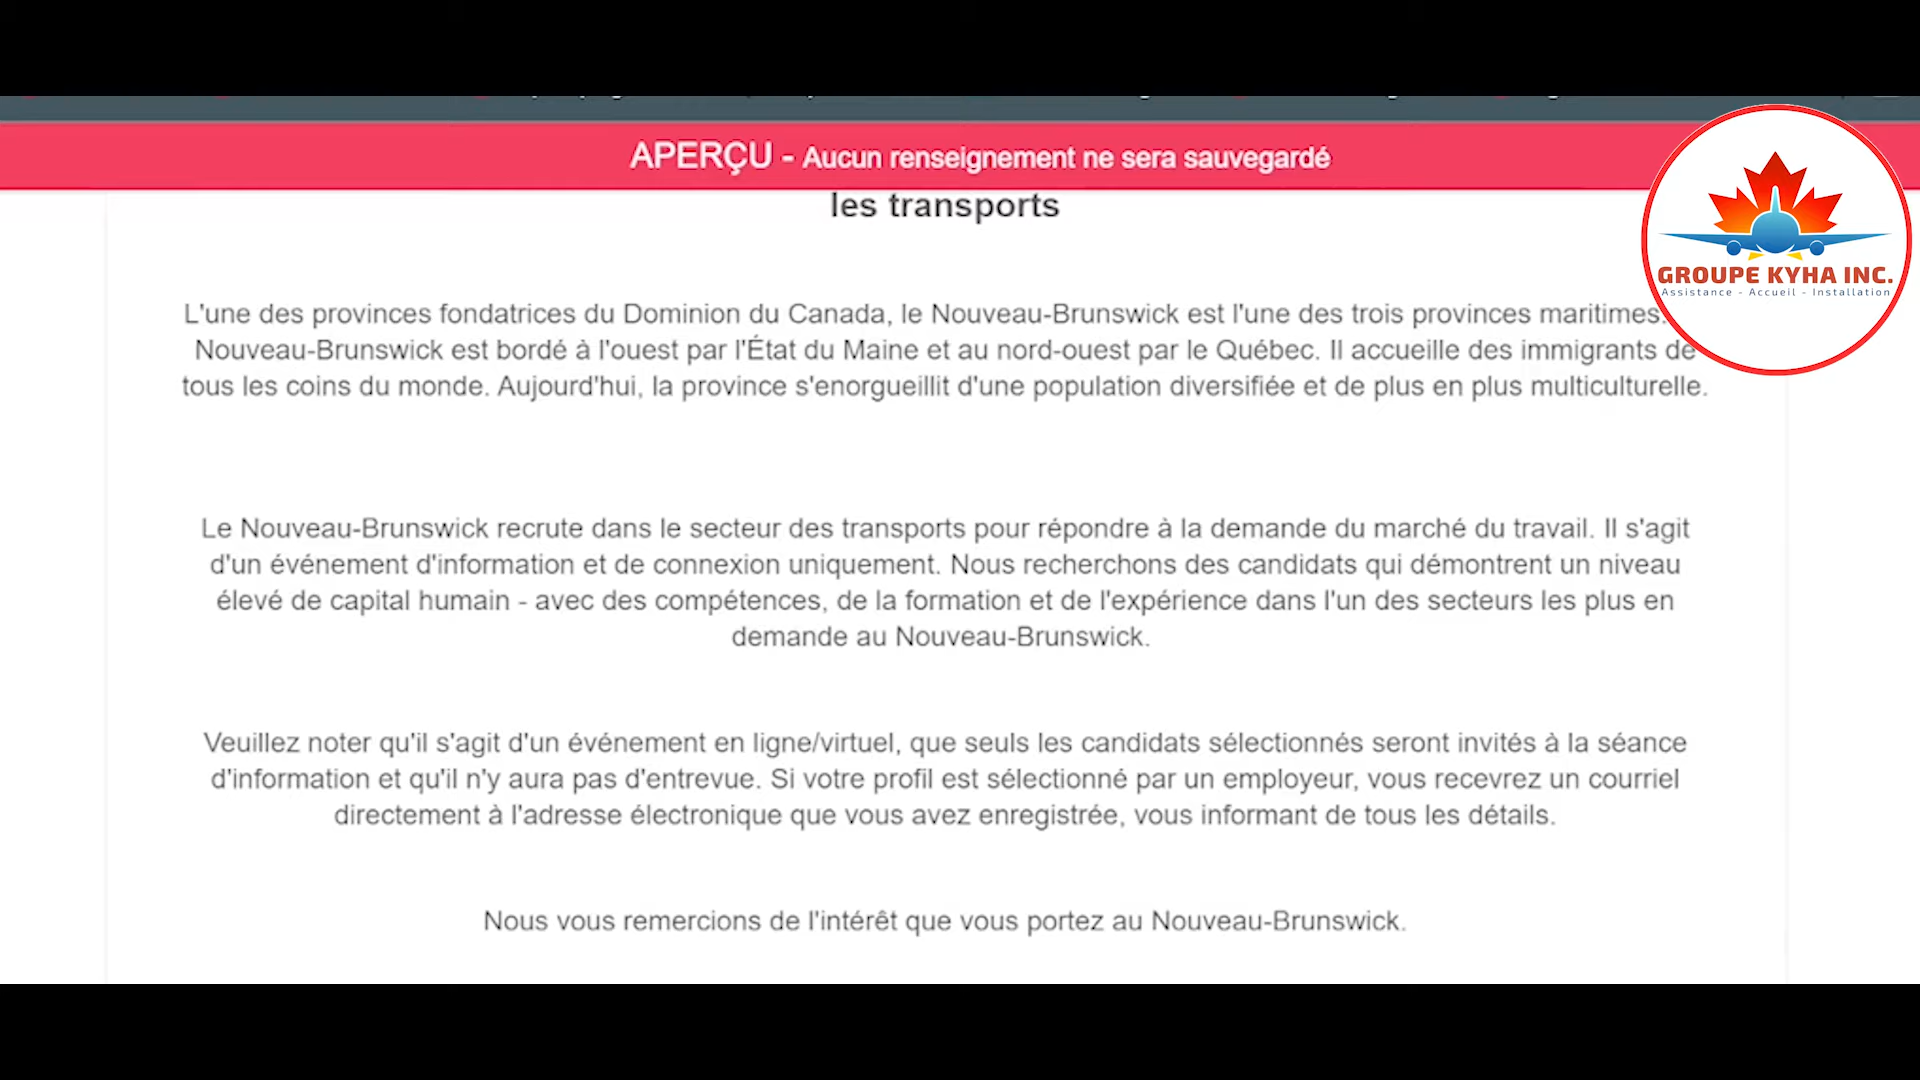 APERÇU - Aucun renseignement ne sera sauvegardé
les transports
GROUPE KYHA INC.
Assistance - Accueil - Installation
L'une des provinces fondatrices du Dominion du Canada, le Nouveau-Brunswick est l'une des trois provinces maritimes.
Nouveau-Brunswick est bordé à l'ouest par l'État du Maine et au nord-ouest par le Québec. Il accueille des immigrants de
tous les coins du monde. Aujourd'hui, la province s'enorgueillit d'une population diversifiée et de plus en plus multiculturelle.
Le Nouveau-Brunswick recrute dans le secteur des transports pour répondre à la demande du marché du travail. Il s'agit
d'un événement d'information et de connexion uniquement. Nous recherchons des candidats qui démontrent un niveau
élevé de capital humain - avec des compétences, de la formation et de l'expérience dans l'un des secteurs les plus en
demande au Nouveau-Brunswick.
Veuillez noter qu'il s'agit d'un événement en ligne/virtuel, que seuls les candidats sélectionnés seront invités à la séance
d'information et qu'il n'y aura pas d'entrevue. Si votre profil est sélectionné par un employeur, vous recevrez un courriel
directement à l'adresse électronique que vous avez enregistrée, vous informant de tous les détails.
Nous vous remercions de l'intérêt que vous portez au Nouveau-Brunswick.